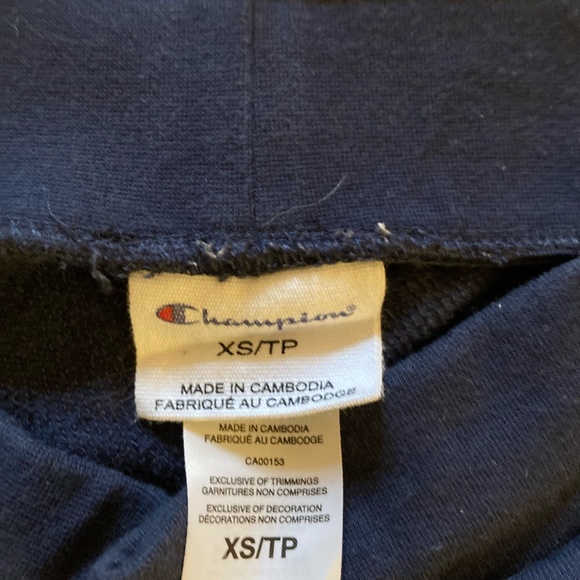 Champion®
XS/TP
MADE IN CAMBODIA
FABRIQUÉ AU CAMBODGE
MADE IN CAMBODIA
FABRIQUÉ AU CAMBODGE
CA00153
EXCLUSIVE OF TRIMMINGS
GARNITURES NON COMPRISES
EXCLUSIVE OF DECORATION
DÉCORATIONS NON COMPRISES
XS/TP